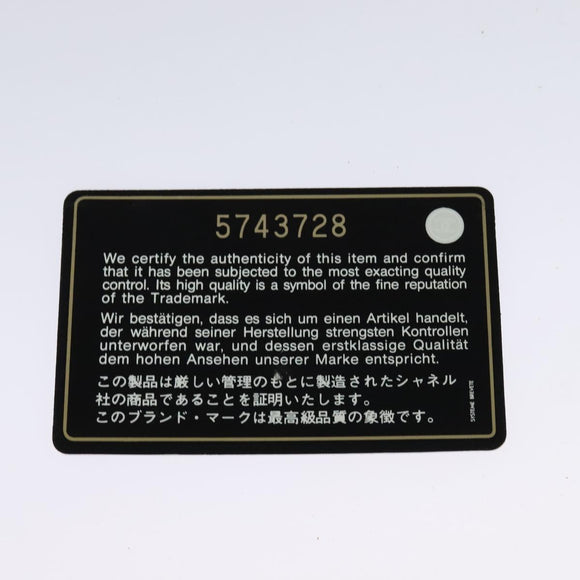 5743728
We certify the authenticity of this item and confirm
that it has been subjected to the most exacting quality
control. Its high quality is a symbol of the fine reputation
of the Trademark.
Wir bestätigen, dass es sich um einen Artikel handelt,
der während seiner Herstellung strengsten Kontrollen
unterworfen war, und dessen erstklassige Qualität
dem hohen Ansehen unserer Marke entspricht.
この製品は厳しい管理のもとに製造されたシャネル
社の商品であることを証明いたします。
このブランド・マークは最高級品質の象徴です。
SYSTEME BREVETE